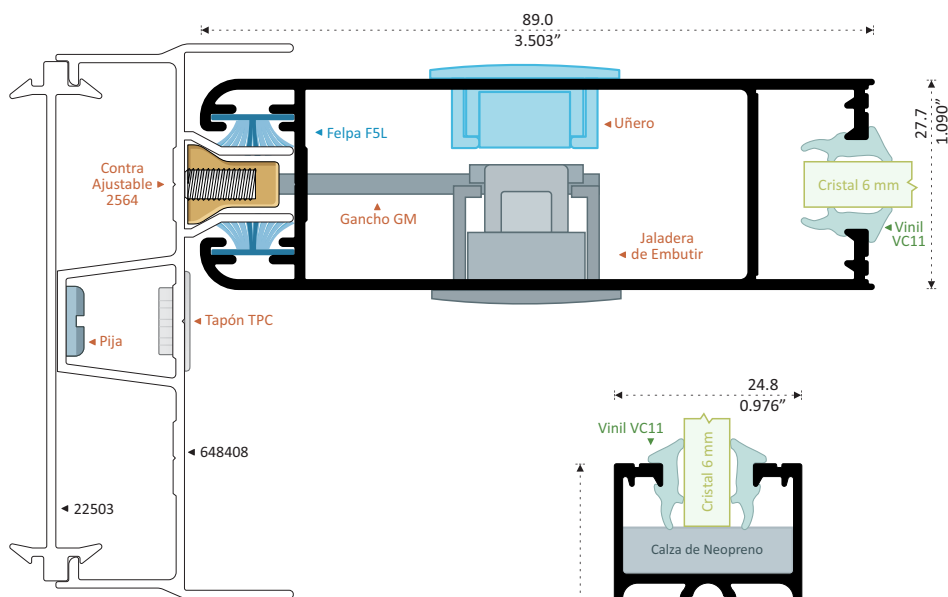 89.0
3.503”
27.7
1.090”
Felpa F5L
Uñero
Contra
Ajustable
2564
Gancho GM
Cristal 6 mm
Vinil
VC11
Jaladera
de Embutir
Tapón TPC
Pija
24.8
0.976”
Vinil VC11
Cristal 6 mm
648408
22503
Calza de Neopreno